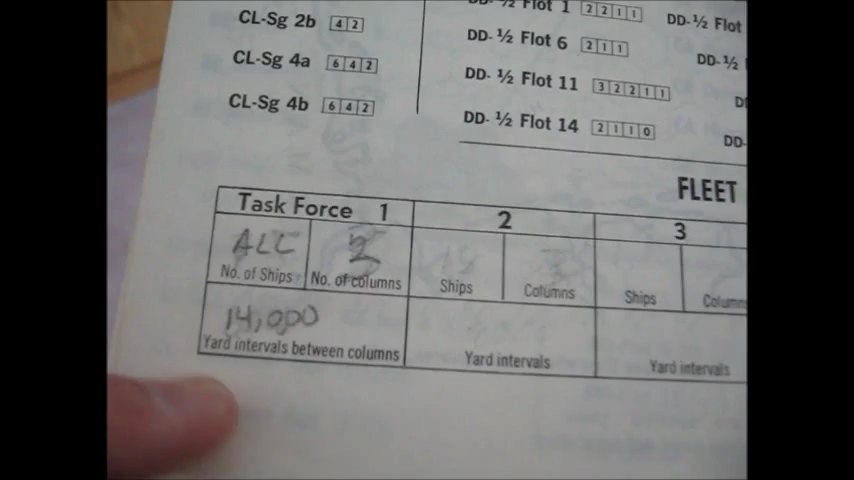 CL-Sg 2b 4 2
CL-Sg 4a 6 4 2
CL-Sg 4b 6 4 2
DD- ½ Flot 1 2 2 1 1
DD- ½ Flot 6 2 1 1
DD- ½ Flot 11 3 2 2 1 1
DD- ½ Flot 14 2 1 1 0
DD-½ Flot
DD-½
DD-
FLEET
Task Force 1 2 3
ALL
No. of Ships No. of columns Ships Columns Ships Columns
14,000
Yard intervals between columns Yard intervals Yard intervals